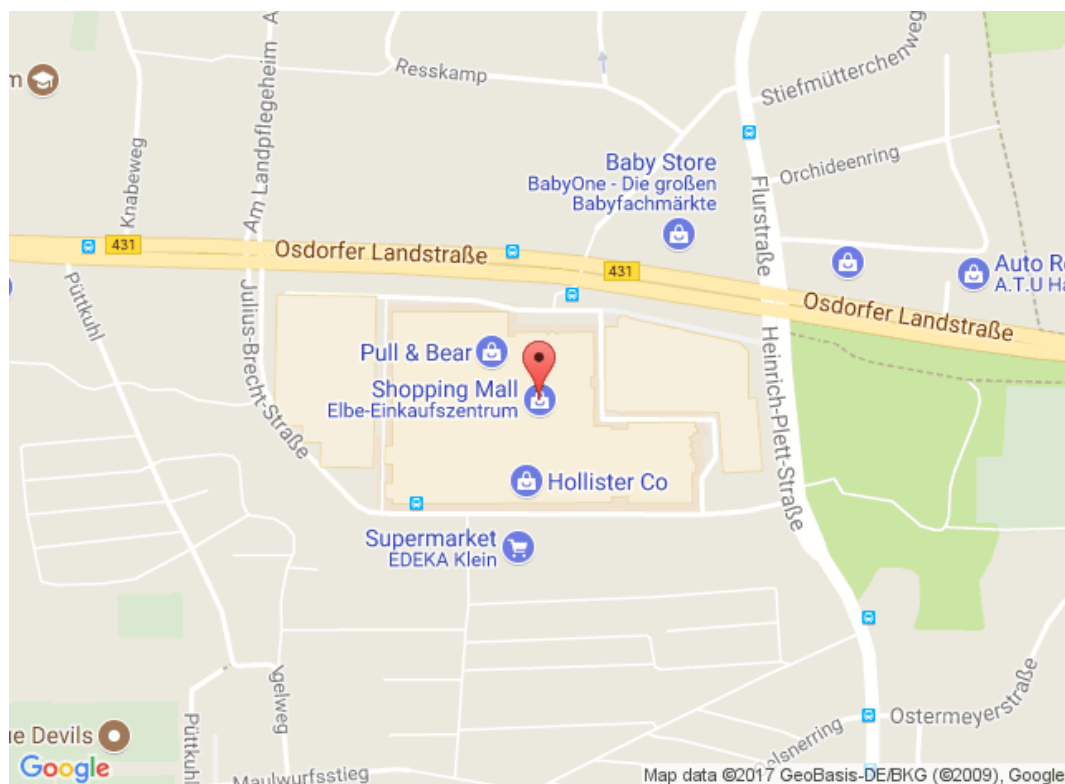 Resskamp
Stiefmütterchenweg
Knabeweg
Am Landpflegeheim
Orchideenring
Baby Store
BabyOne - Die großen
Babyfachmärkte
Flurstraße
431
Osdorfer Landstraße
431
Auto
A.T.U
Osdorfer Landstraße
Püttkuhl
Julius-Brecht-Straße
Heinrich-Plett-Straße
Pull & Bear
Shopping Mall
Elbe-Einkaufszentrum
Hollister Co
Supermarket
EDEKA Klein
Püttkuhl
Ostermeyerstraße
Devils
Google
Maulwurfsstieg
Map data ©2017 GeoBasis-DE/BKG (©2009), Google